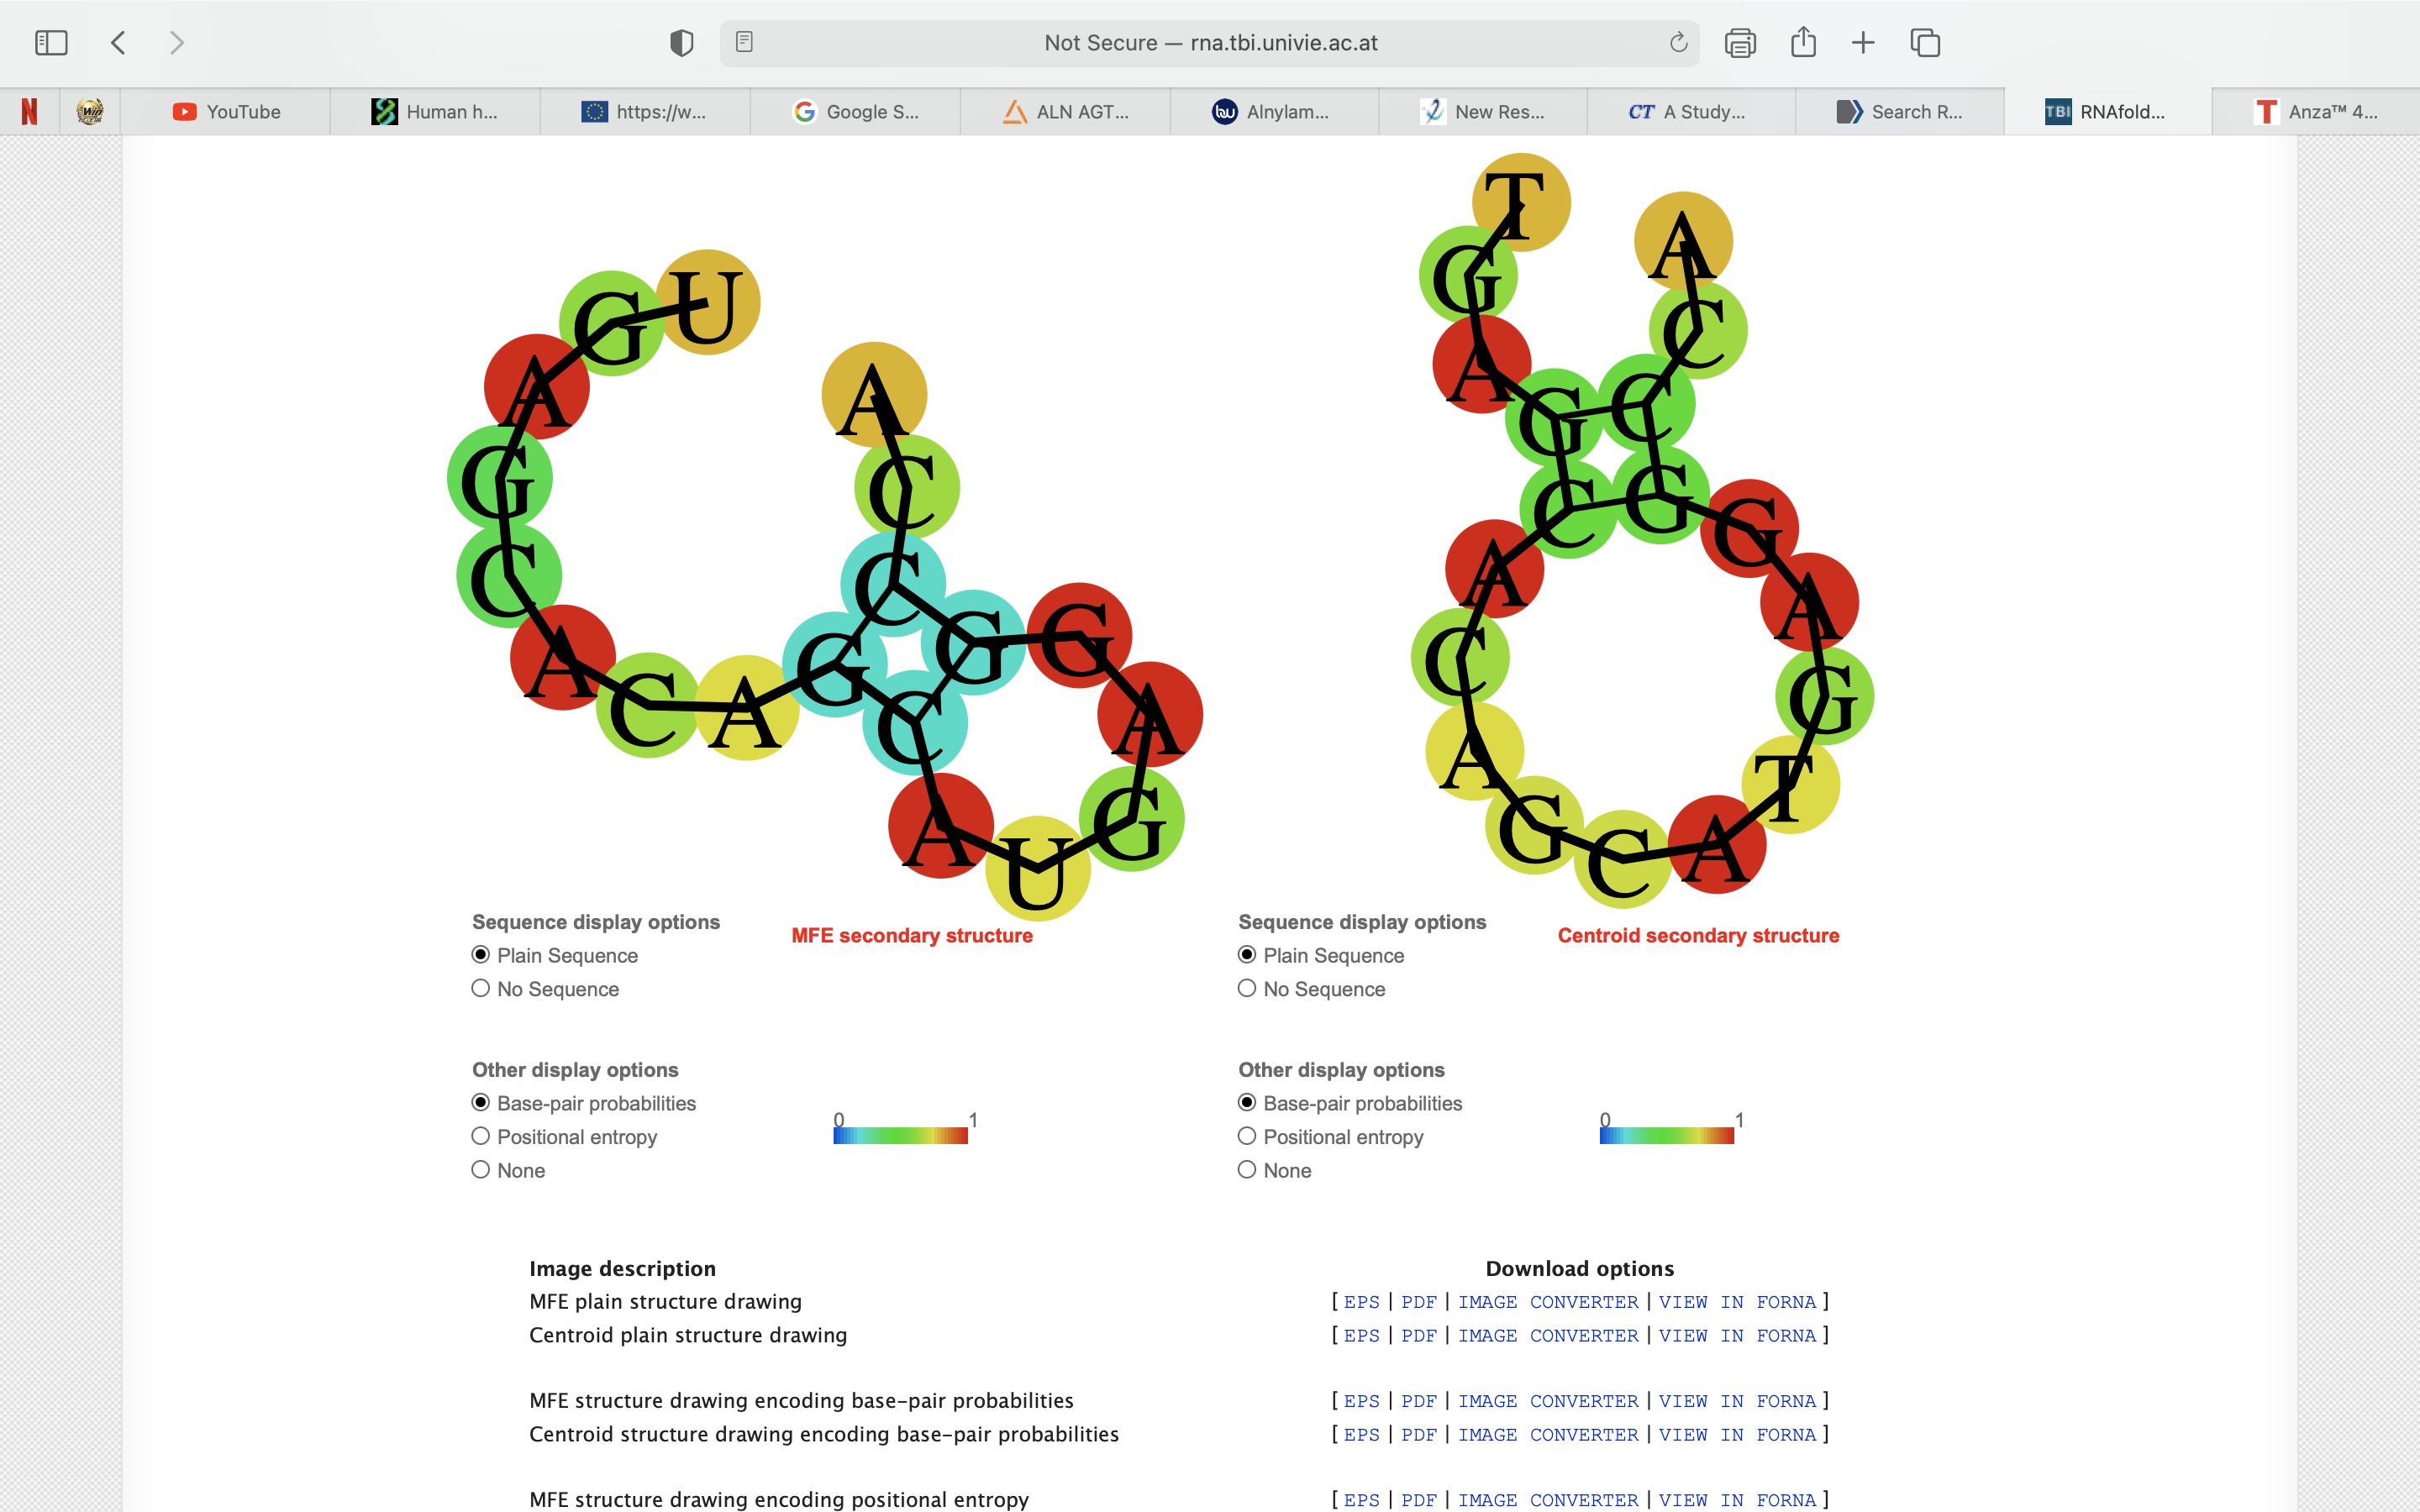 Not Secure — rna.tbi.univie.ac.at
N
Win
YouTube
Human h...
https://w...
G Google S...
ALN AGT...
bu Alnylam...
New Res...
CT A Study...
Search R...
TBI RNAfold...
T Anza™ 4...
U
G
A
G
C
A
C
A
G
C
A
U
G
A
G
G
C
C
A
T
G
A
G
C
A
C
A
G
C
A
T
G
A
G
G
C
C
A
Sequence display options
Plain Sequence
No Sequence
MFE secondary structure
Other display options
Base-pair probabilities
Positional entropy
None
0 1
Sequence display options
Plain Sequence
No Sequence
Centroid secondary structure
Other display options
Base-pair probabilities
Positional entropy
None
0 1
Image description Download options
MFE plain structure drawing [ EPS | PDF | IMAGE CONVERTER | VIEW IN FORNA ]
Centroid plain structure drawing [ EPS | PDF | IMAGE CONVERTER | VIEW IN FORNA ]
MFE structure drawing encoding base-pair probabilities [ EPS | PDF | IMAGE CONVERTER | VIEW IN FORNA ]
Centroid structure drawing encoding base-pair probabilities [ EPS | PDF | IMAGE CONVERTER | VIEW IN FORNA ]
MFE structure drawing encoding positional entropy [ EPS | PDF | IMAGE CONVERTER | VIEW IN FORNA ]